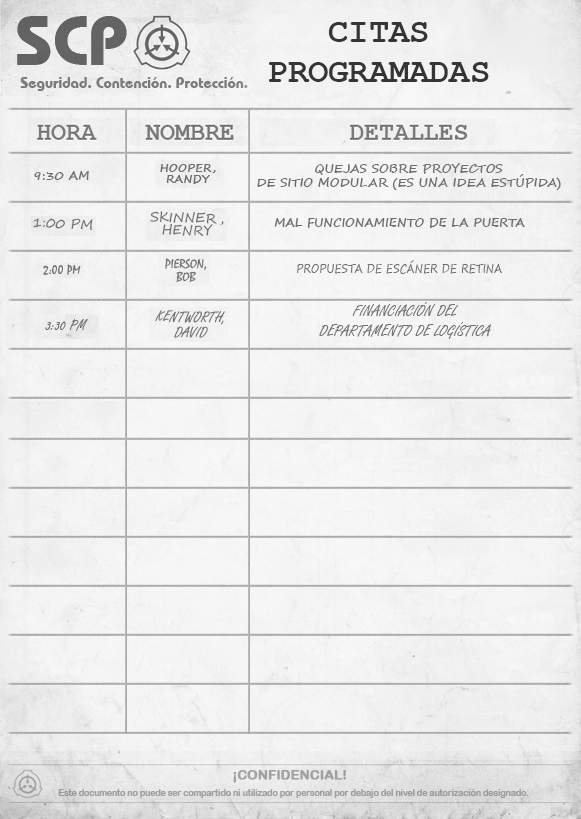 SCP
Seguridad. Contención. Protección.
CITAS
PROGRAMADAS
HORA NOMBRE DETALLES
9:30 AM HOOPER, RANDY QUEJAS SOBRE PROYECTOS DE SITIO MODULAR (ES UNA IDEA ESTÚPIDA)
1:00 PM SKINNER, HENRY MAL FUNCIONAMIENTO DE LA PUERTA
2:00 PM PIERSON, BOB PROPUESTA DE ESCÁNER DE RETINA
3:30 PM KENTWORTH, DAVID FINANCIACIÓN DEL DEPARTAMENTO DE LOGÍSTICA
¡CONFIDENCIAL!
Este documento no puede ser compartido ni utilizado por personal por debajo del nivel de autorización designado.